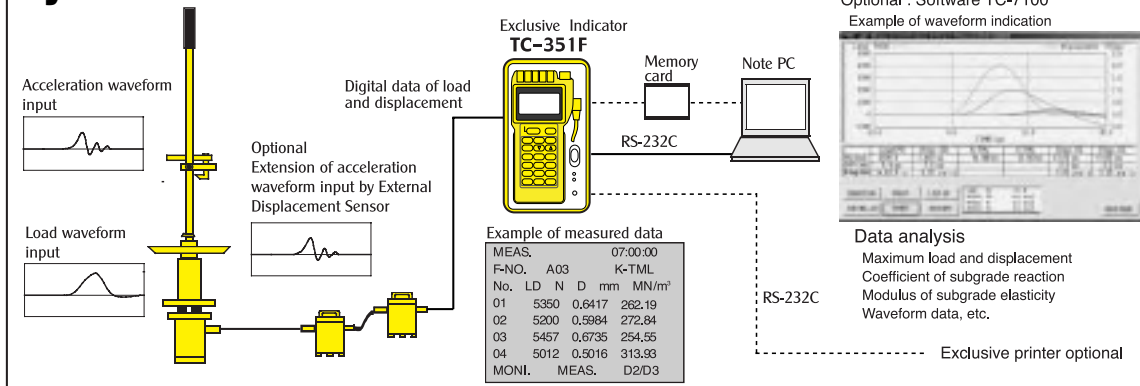 Acceleration waveform
input
Load waveform
input
Optional
Extension of acceleration
waveform input by External
Displacement Sensor
Digital data of load
and displacement
Exclusive Indicator
TC-351F
Memory
card
Note PC
RS-232C
Example of measured data
MEAS. 07:00:00
F-NO. A03 K-TML
No. LD N D mm MN/m³
01 5350 0.6417 262.19
02 5200 0.5984 272.84
03 5457 0.6735 254.55
04 5012 0.5016 313.93
MONI. MEAS. D2/D3
RS-232C
Exclusive printer optional
Optional : Software TC-7100
Example of waveform indication
Data analysis
Maximum load and displacement
Coefficient of subgrade reaction
Modulus of subgrade elasticity
Waveform data, etc.